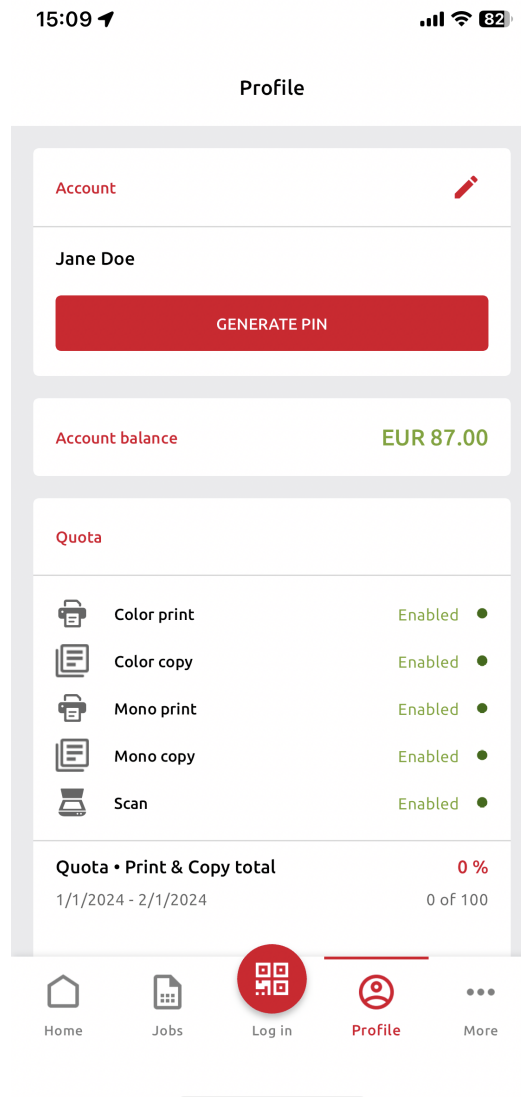 15:09
82
Profile
Account
Jane Doe
GENERATE PIN
Account balance EUR 87.00
Quota
Color print Enabled
Color copy Enabled
Mono print Enabled
Mono copy Enabled
Scan Enabled
Quota • Print & Copy total 0 %
1/1/2024 - 2/1/2024 0 of 100
Home Jobs Log in Profile More